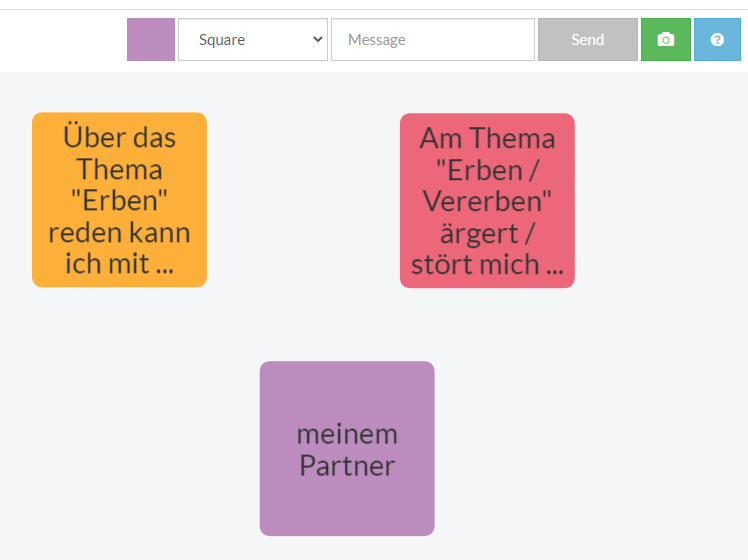 Square
Message
Send
?
Über das
Thema
"Erben"
reden kann
ich mit ...
Am Thema
"Erben /
Vererben"
ärgert /
stört mich ...
meinem
Partner